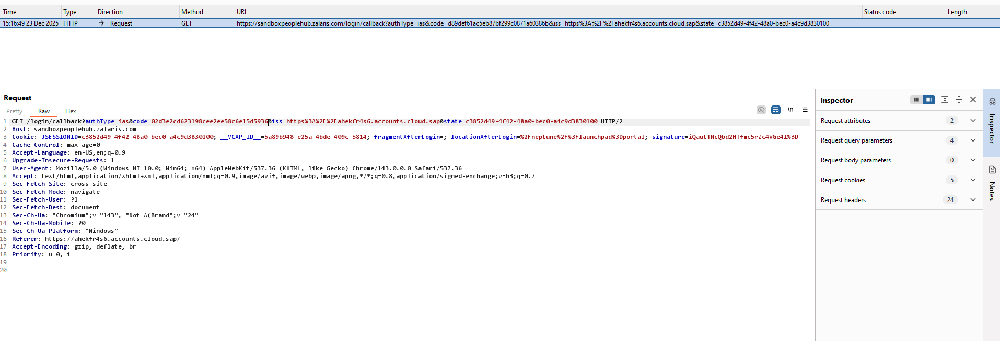 Time Type Direction Method URL Status code Length
15:16:49 23 Dec 2025 HTTP → Request GET https://sandboxpeoplehub.zalaris.com/login/callback?authType=ias&code=d89def61ac5eb87bf299c0871a60386b&iss=https%3A%2F%2Fahekfr4s6.accounts.cloud.sap&state=c3852d49-4f42-48a0-bec0-a4c9d3830100
Request
Pretty Raw Hex
\n
1 GET /login/callback?authType=ias&code=02d3e2cd623198cee2ee58c6e15d5936&iss=https%3A%2F%2Fahekfr4s6.accounts.cloud.sap&state=c3852d49-4f42-48a0-bec0-a4c9d3830100 HTTP/2
2 Host: sandboxpeoplehub.zalaris.com
3 Cookie: JSESSIONID=c3852d49-4f42-48a0-bec0-a4c9d3830100; __VCAP_ID__=5a89b948-e25a-4bde-409c-5814; fragmentAfterLogin=; locationAfterLogin=%2Fneptune%2F%3Flaunchpad%3Dportal; signature=iQautTNcQbd2HTfmc5rZc4VGe4I%3D
4 Cache-Control: max-age=0
5 Accept-Language: en-US,en;q=0.9
6 Upgrade-Insecure-Requests: 1
7 User-Agent: Mozilla/5.0 (Windows NT 10.0; Win64; x64) AppleWebKit/537.36 (KHTML, like Gecko) Chrome/143.0.0.0 Safari/537.36
8 Accept: text/html,application/xhtml+xml,application/xml;q=0.9,image/avif,image/webp,image/apng,*/*;q=0.8,application/signed-exchange;v=b3;q=0.7
9 Sec-Fetch-Site: cross-site
10 Sec-Fetch-Mode: navigate
11 Sec-Fetch-User: ?1
12 Sec-Fetch-Dest: document
13 Sec-Ch-Ua: "Chromium";v="143", "Not A(Brand";v="24"
14 Sec-Ch-Ua-Mobile: ?0
15 Sec-Ch-Ua-Platform: "Windows"
16 Referer: https://ahekfr4s6.accounts.cloud.sap/
17 Accept-Encoding: gzip, deflate, br
18 Priority: u=0, i
19
20
Inspector
Request attributes 2
Request query parameters 4
Request body parameters 0
Request cookies 5
Request headers 24
Inspector
Notes